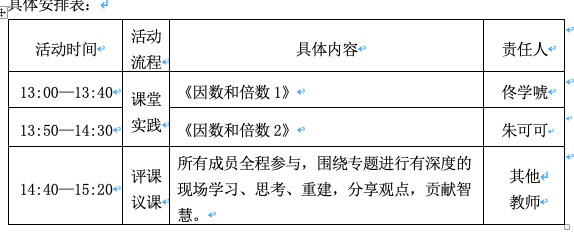 具体安排表：
活动时间 活动流程 具体内容 责任人
13:00—13:40 课堂实践 《因数和倍数1》 佟学唬
13:50—14:30 《因数和倍数2》 朱可可
14:40—15:20 评课议课 所有成员全程参与，围绕专题进行有深度的
现场学习、思考、重建，分享观点，贡献智
慧。
其他
教师